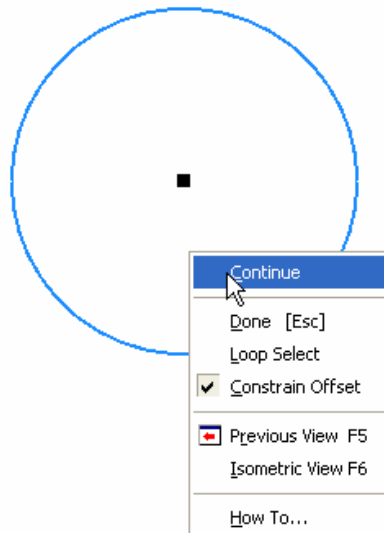 Continue
Done [Esc]
Loop Select
Constrain Offset
Previous View F5
Isometric View F6
How To...